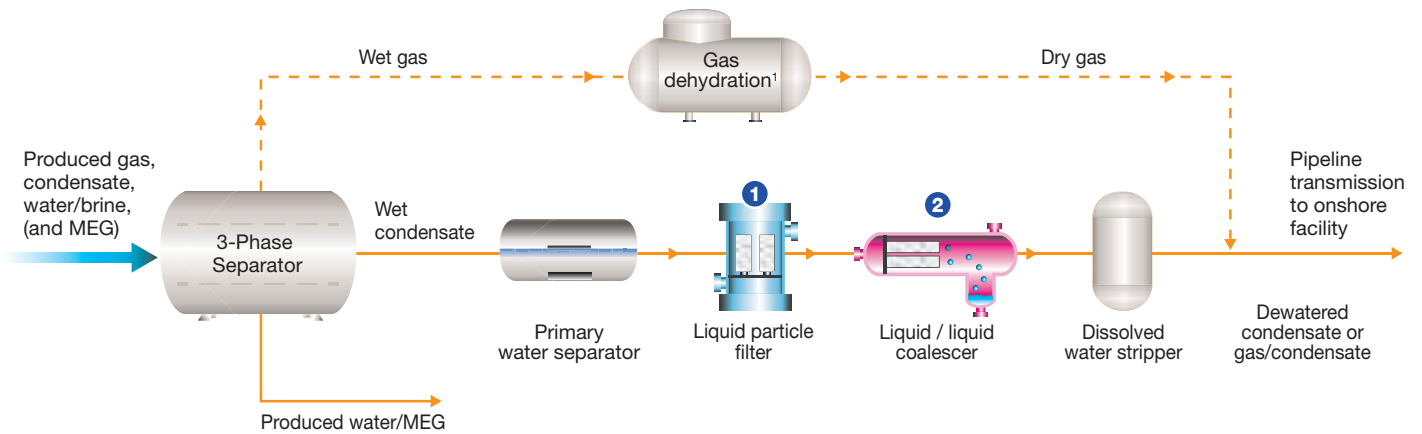 Wet gas
Gas
dehydration¹
Dry gas
Produced gas,
condensate,
water/brine,
(and MEG)
3-Phase
Separator
Wet
condensate
1
2
Pipeline
transmission
to onshore
facility
Primary
water separator
Liquid particle
filter
Liquid / liquid
coalescer
Dissolved
water stripper
Dewatered
condensate or
gas/condensate
Produced water/MEG